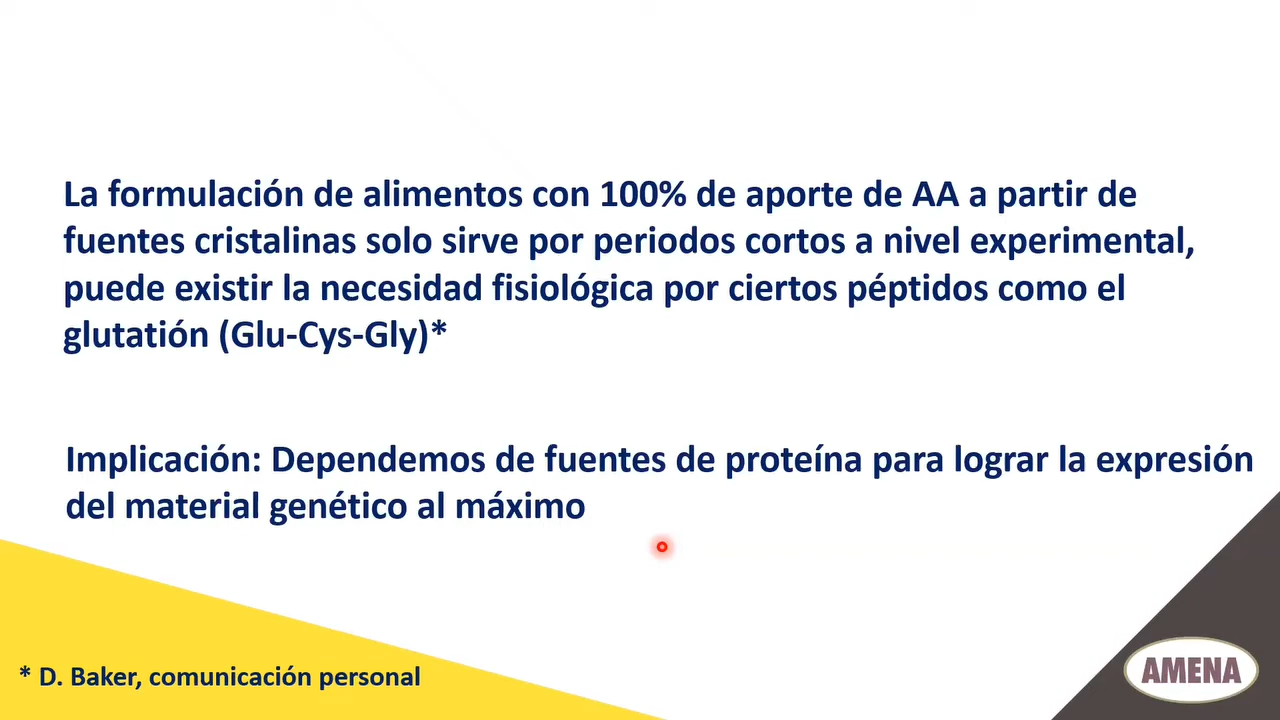 La formulación de alimentos con 100% de aporte de AA a partir de
fuentes cristalinas solo sirve por periodos cortos a nivel experimental,
puede existir la necesidad fisiológica por ciertos péptidos como el
glutatión (Glu-Cys-Gly)*
Implicación: Dependemos de fuentes de proteína para lograr la expresión
del material genético al máximo
* D. Baker, comunicación personal
AMENA